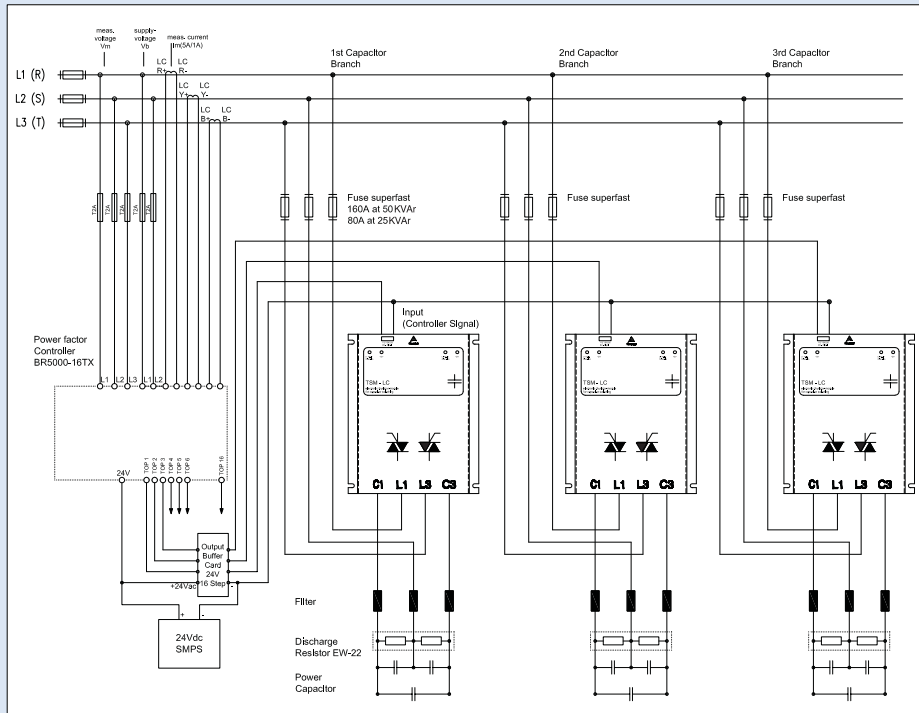 meas.
voltage
Vm
supply-
voltage
Vb
meas. current
Im(5A/1A)
LC
R+
LC
R-
LC
Y+
LC
Y-
LC
B+
LC
B-
L1 (R)
L2 (S)
L3 (T)
1st Capacitor
Branch
2nd Capacitor
Branch
3rd Capacitor
Branch
T2A
T2A
T2A
T2A
T2A
Fuse superfast
160A at 50KVAr
80A at 25KVAr
Fuse superfast
Fuse superfast
Input
(Controller Signal)
Power factor
Controller
BR5000-16TX
L1
L2
L3
L1
L2
24V
TOP 1
TOP 2
TOP 3
TOP 4
TOP 5
TOP 6
TOP 16
TSM - LC
TSM - LC
TSM - LC
C1 L1 L3 C3
C1 L1 L3 C3
C1 L1 L3 C3
Output
Buffer
Card
24V
16 Step
+24Vac
-
+
-
24Vdc
SMPS
Filter
Discharge
Resistor EW-22
Power
Capacitor